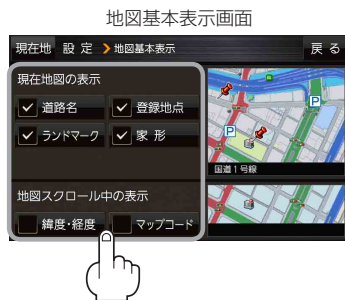 地図基本表示画面
現在地 設 定 地図基本表示 戻 る
現在地図の表示
道路名 登録地点
ランドマーク 家 形
P
P
国道1号線
地図スクロール中の表示
緯度・経度 マップコード
P